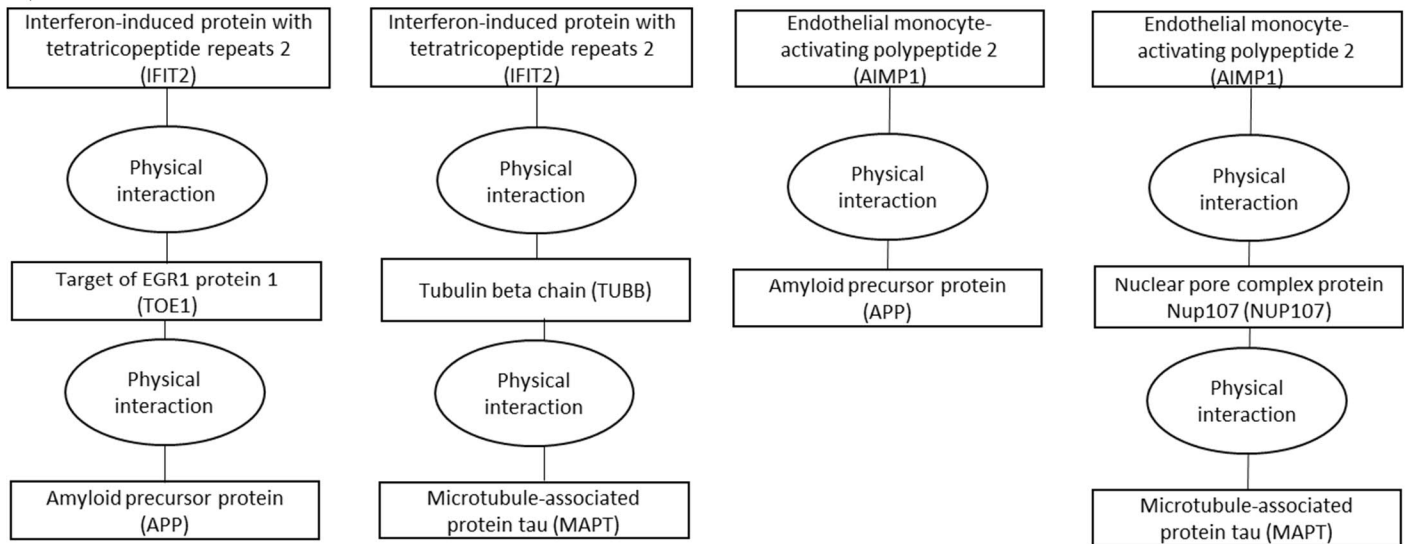 Interferon-induced protein with
tetratricopeptide repeats 2
(IFIT2)
Physical
interaction
Target of EGR1 protein 1
(TOE1)
Physical
interaction
Amyloid precursor protein
(APP)
Interferon-induced protein with
tetratricopeptide repeats 2
(IFIT2)
Physical
interaction
Tubulin beta chain (TUBB)
Physical
interaction
Microtubule-associated
protein tau (MAPT)
Endothelial monocyte-
activating polypeptide 2
(AIMP1)
Physical
interaction
Amyloid precursor protein
(APP)
Endothelial monocyte-
activating polypeptide 2
(AIMP1)
Physical
interaction
Nuclear pore complex protein
Nup107 (NUP107)
Physical
interaction
Microtubule-associated
protein tau (MAPT)